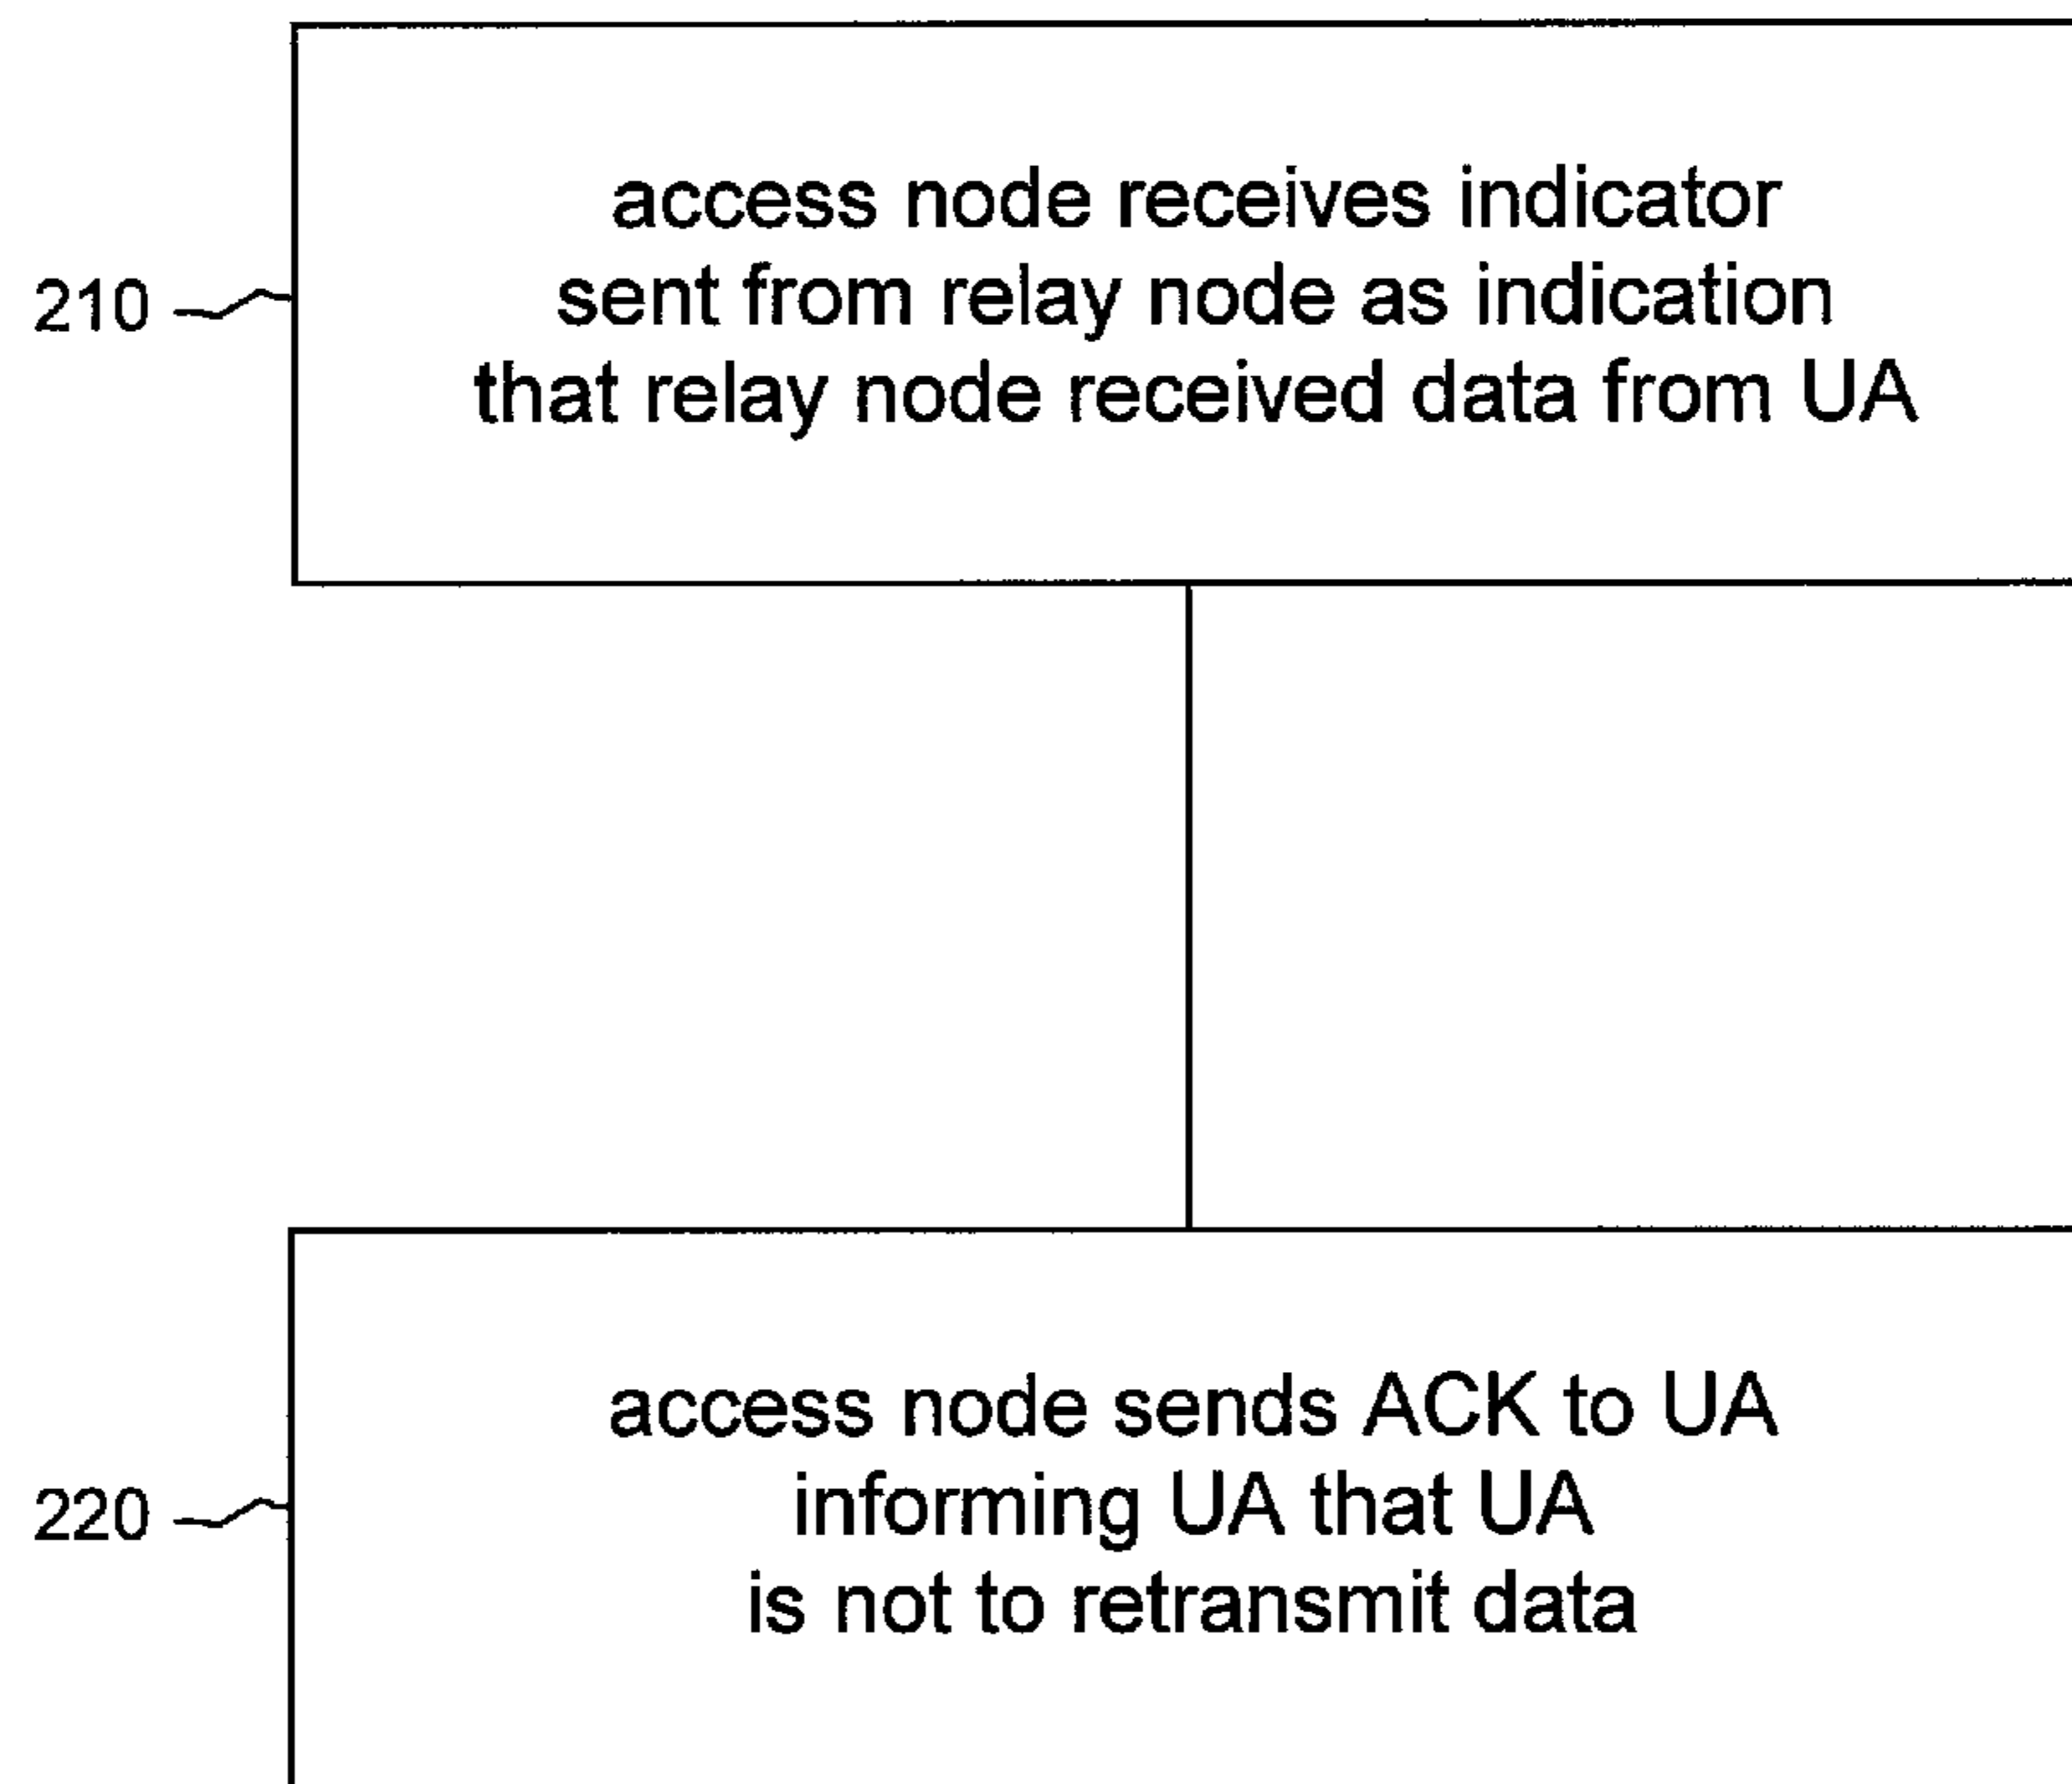 access node receives indicator
sent from relay node as indication
that relay node received data from UA
210
access node sends ACK to UA
informing UA that UA
is not to retransmit data
220